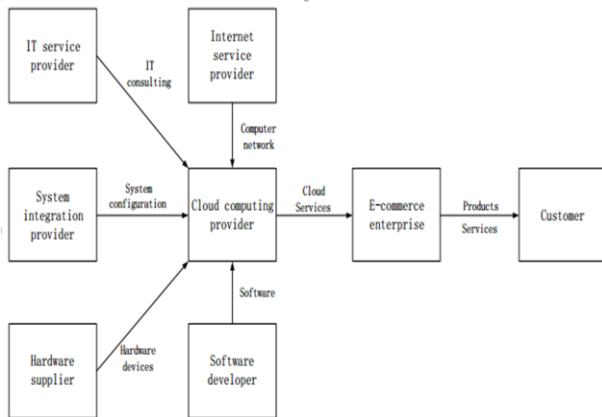 IT service
provider
IT
consulting
Internet
service
provider
Computer
network
System
integration
provider
System
configuration
Cloud computing
provider
Cloud
Services
E-commerce
enterprise
Products
Services
Customer
Hardware
supplier
Hardware
devices
Software
Software
developer